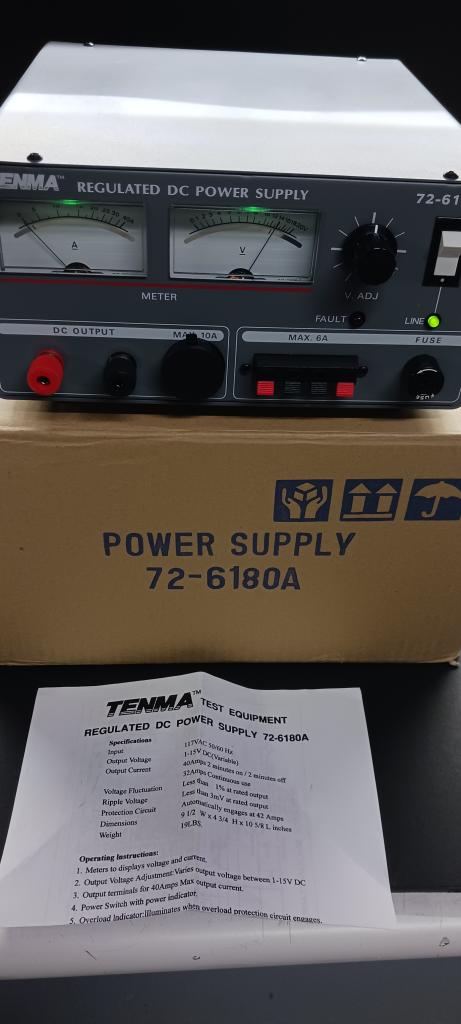 TENMA™ REGULATED DC POWER SUPPLY
72-61
A
V
METER
V. ADJ
FAULT
LINE
DC OUTPUT
MAX. 10A
MAX. 6A
FUSE
POWER SUPPLY
72-6180A
TENMA™ TEST EQUIPMENT
REGULATED DC POWER SUPPLY 72-6180A
Specifications
Input 117VAC 50/60 Hz
Output Voltage 1-15V DC(Variable)
Output Current 40Amps 2 minutes on / 2 minutes off
32Amps Continuous use
Voltage Fluctuation Less than 1% at rated output
Ripple Voltage Less than 3mV at rated output
Protection Circuit Automatically engages at 42 Amps
Dimensions 9 1/2 W x 4 3/4 H x 10 5/8 L inches
Weight 19LBS.
Operating Instructions:
1. Meters to displays voltage and current.
2. Output Voltage Adjustment:Varies output voltage between 1-15V DC
3. Output terminals for 40Amps Max output current.
4. Power Switch with power indicator.
5. Overload Indicator:Illuminates when overload protection circuit engages.